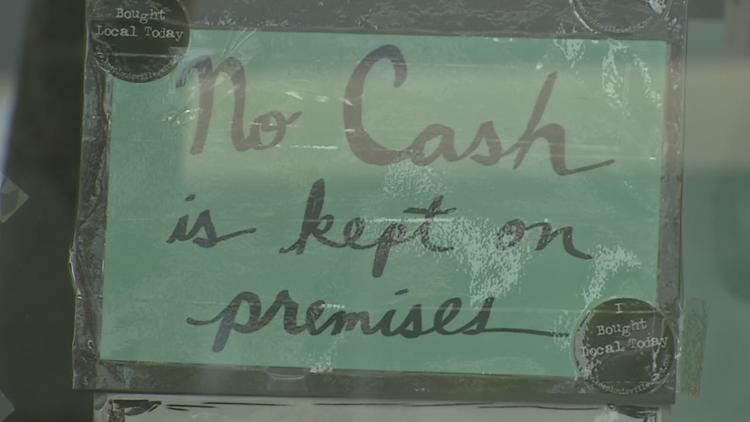 Bought
Local Today
No Cash
is kept on
premises
I
Bought
Local Today